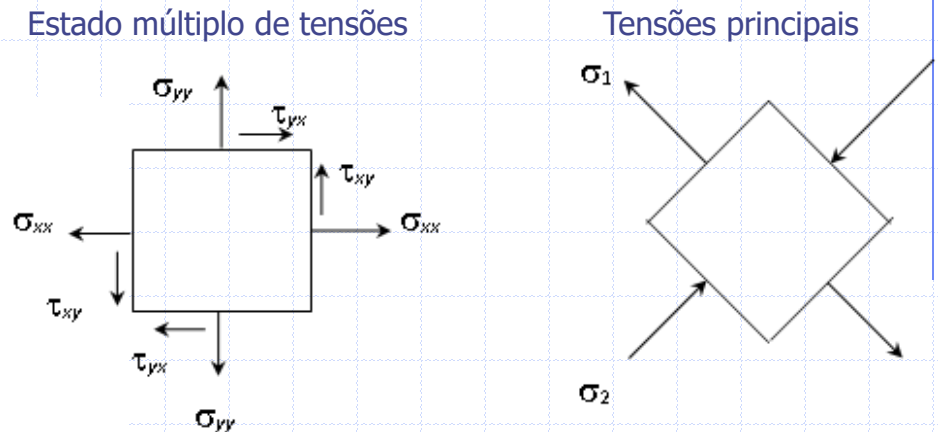 Estado múltiplo de tensões
Tensões principais
σyy
τyx
τxy
σxx
σxx
τxy
τyx
σyy
σ1
σ2